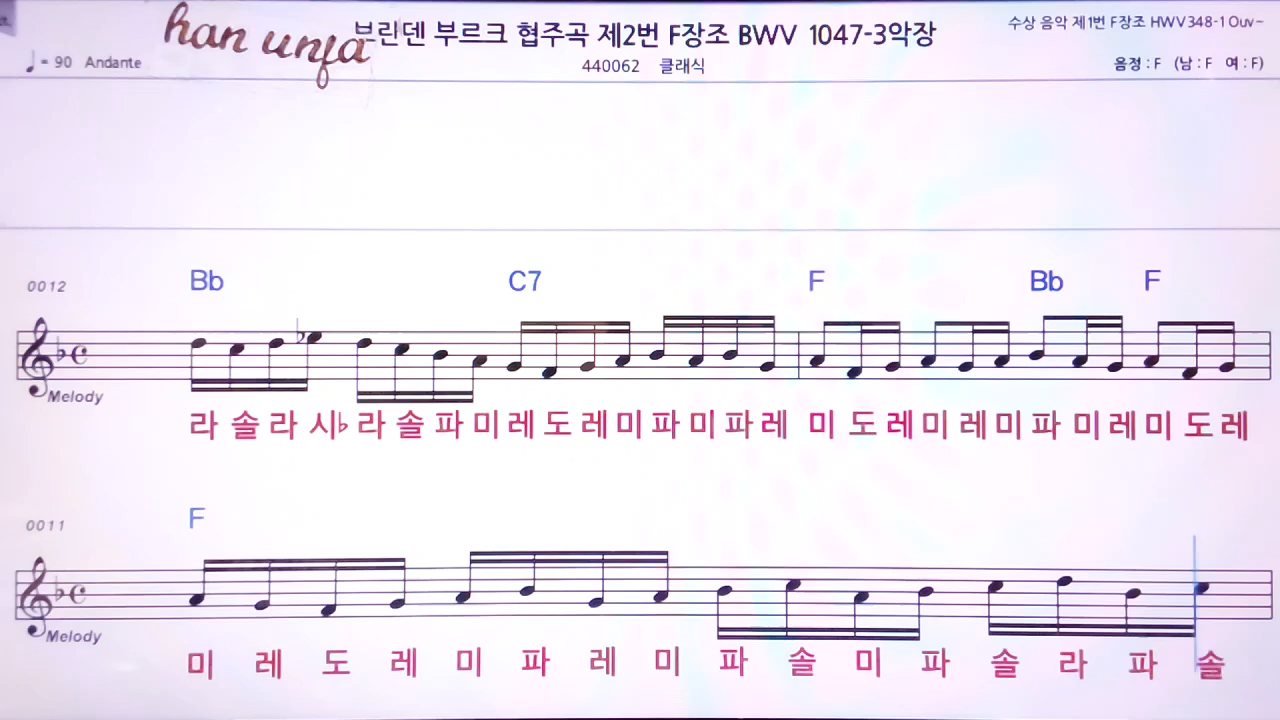 han unfa
브란덴 부르크 협주곡 제2번 F장조 BWV 1047-3악장
수상 음악 제1번 F장조 HWV348-1 Ouv-
♩= 90 Andante
440062 클래식
음정 : F (남 : F 여 : F)
0012
Bb C7 F Bb F
Melody
라 솔 라 시♭ 라 솔 파 미 레 도 레 미 파 미 파 레 미 도 레 미 레 미 파 미 레 미 도 레
0011
F
Melody
미 레 도 레 미 파 레 미 파 솔 미 파 솔 라 파 솔